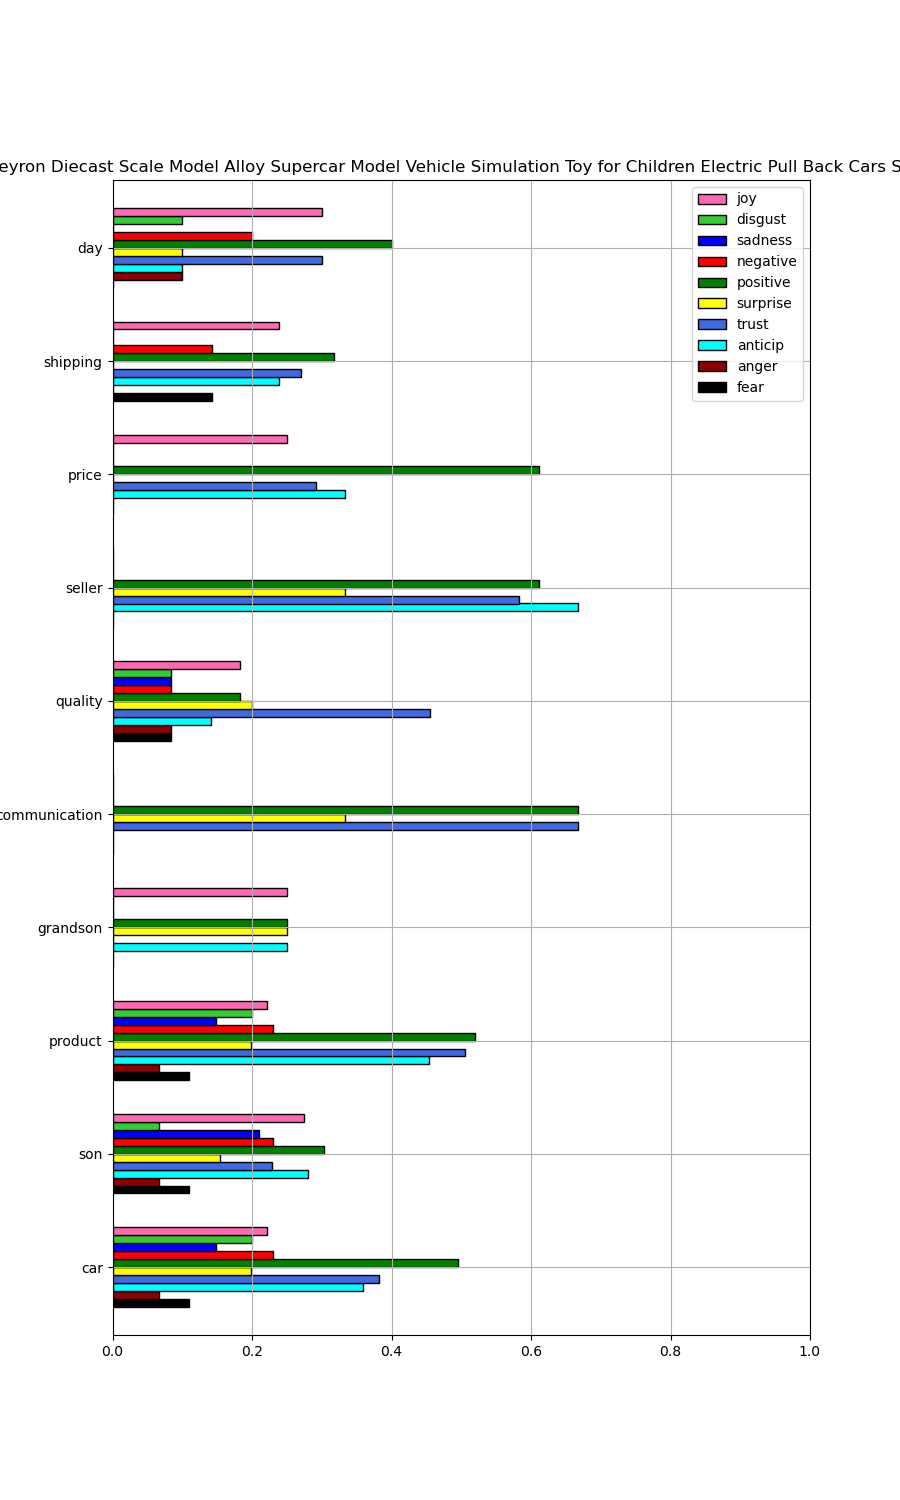 Diecast Scale Model Alloy Supercar Model Vehicle Simulation Toy for Children Electric Pull Back Cars
joy
disgust
sadness
negative
positive
surprise
trust
anticip
anger
fear
day
shipping
price
seller
quality
communication
grandson
product
son
car
0.0 0.2 0.4 0.6 0.8 1.0